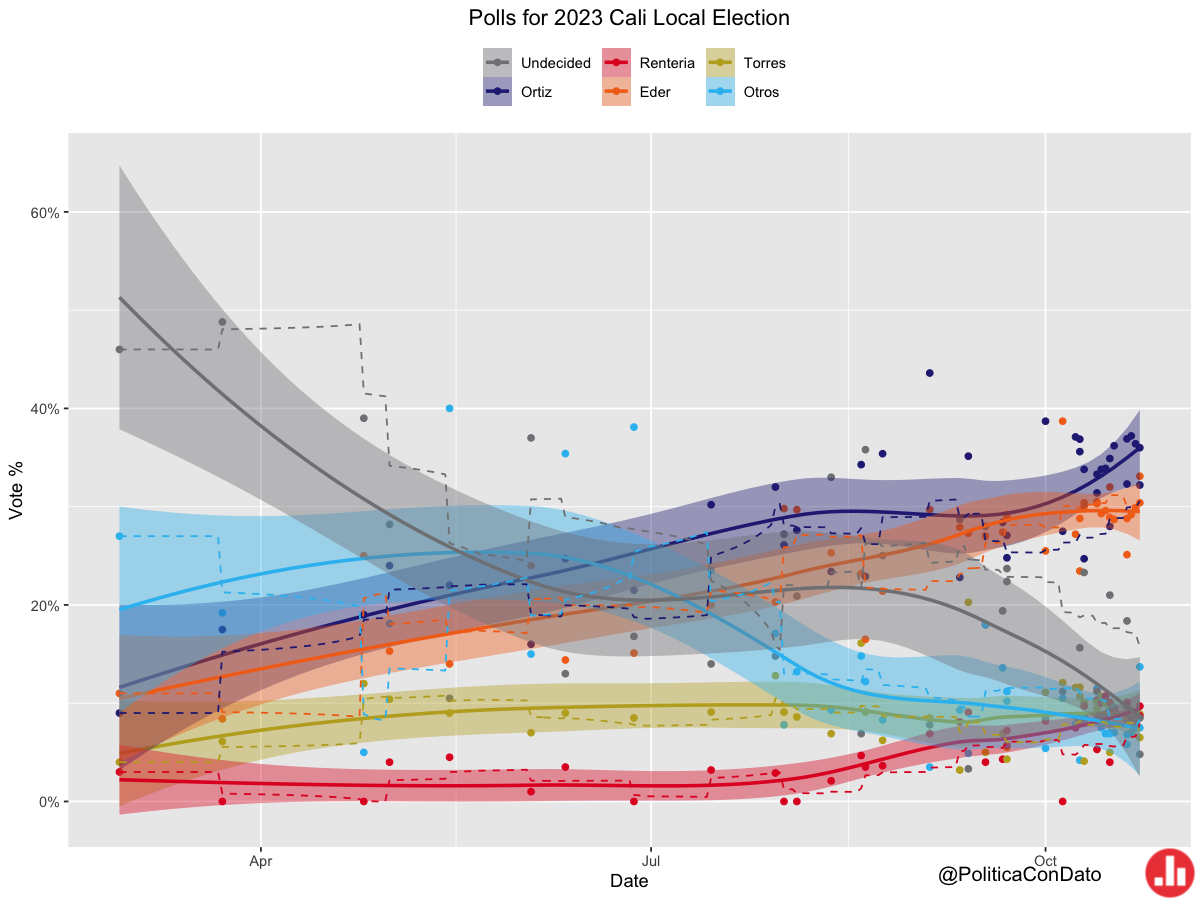 Polls for 2023 Cali Local Election
Undecided Renteria Torres
Ortiz Eder Otros
Vote %
60%
40%
20%
0%
Apr Jul Oct
Date
@PoliticaConDato